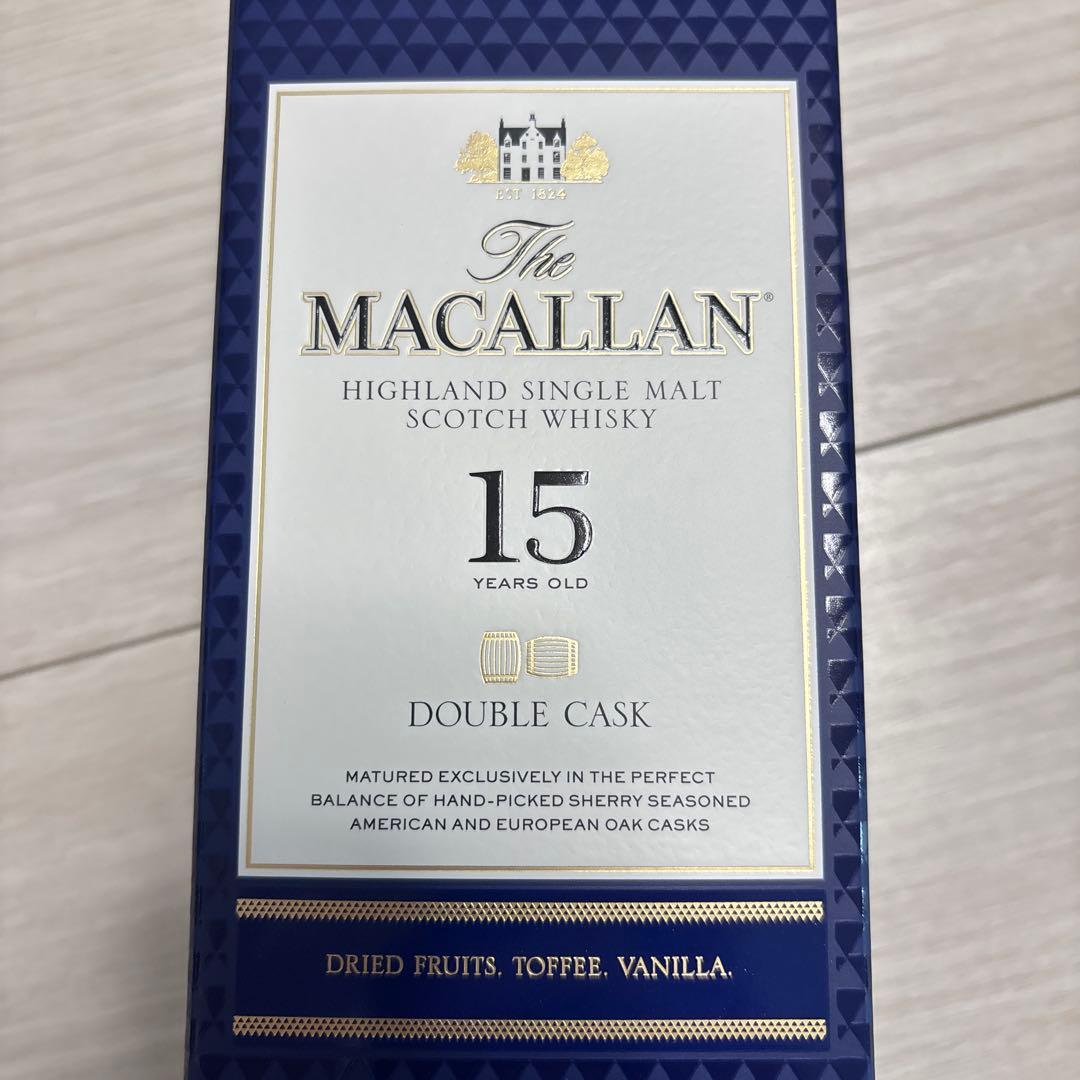 EST 1824
The
MACALLAN®
HIGHLAND SINGLE MALT
SCOTCH WHISKY
15
YEARS OLD
DOUBLE CASK
MATURED EXCLUSIVELY IN THE PERFECT
BALANCE OF HAND-PICKED SHERRY SEASONED
AMERICAN AND EUROPEAN OAK CASKS
DRIED FRUITS. TOFFEE. VANILLA.